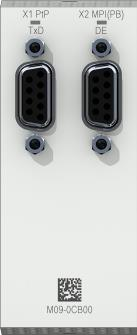 X1 PtP X2 MPI(PB)
TxD DE
M09-0CB00